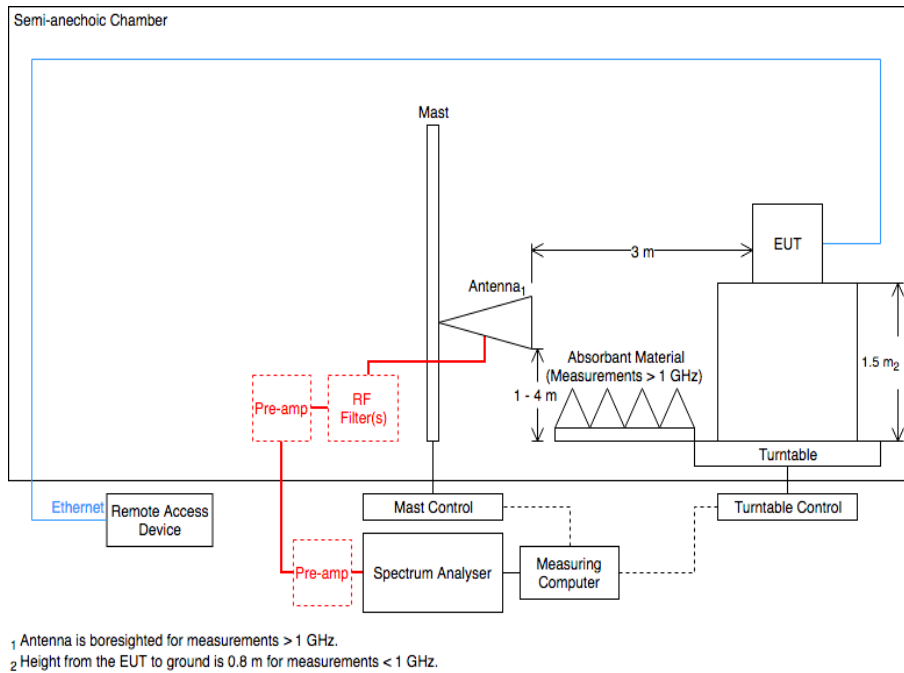 Semi-anechoic Chamber
Mast
EUT
3 m
Antenna1
Absorbant Material
(Measurements > 1 GHz)
1 - 4 m
1.5 m2
Pre-amp
RF
Filter(s)
Turntable
Ethernet
Remote Access
Device
Mast Control
Turntable Control
Pre-amp
Spectrum Analyser
Measuring
Computer
1 Antenna is boresighted for measurements > 1 GHz.
2 Height from the EUT to ground is 0.8 m for measurements < 1 GHz.